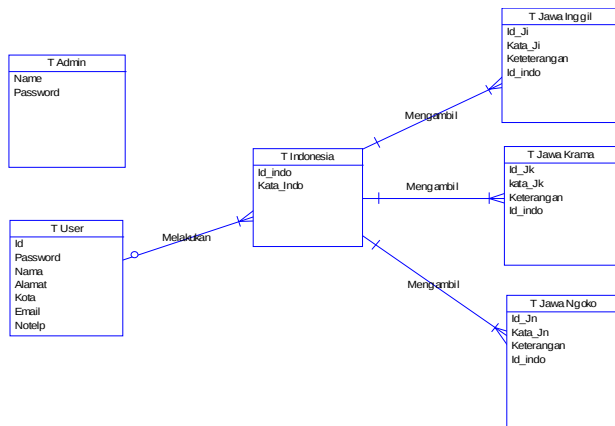 T Admin
Name
Password
T User
Id
Password
Nama
Alamat
Kota
Email
Notelp
Melakukan
T Indonesia
Id_indo
Kata_Indo
Mengambil
Mengambil
Mengambil
T Jawa Inggil
Id_Ji
Kata_Ji
Keteterangan
Id_indo
T Jawa Krama
Id_Jk
kata_Jk
Keterangan
Id_indo
T Jawa Ngoko
Id_Jn
Kata_Jn
Keterangan
Id_indo